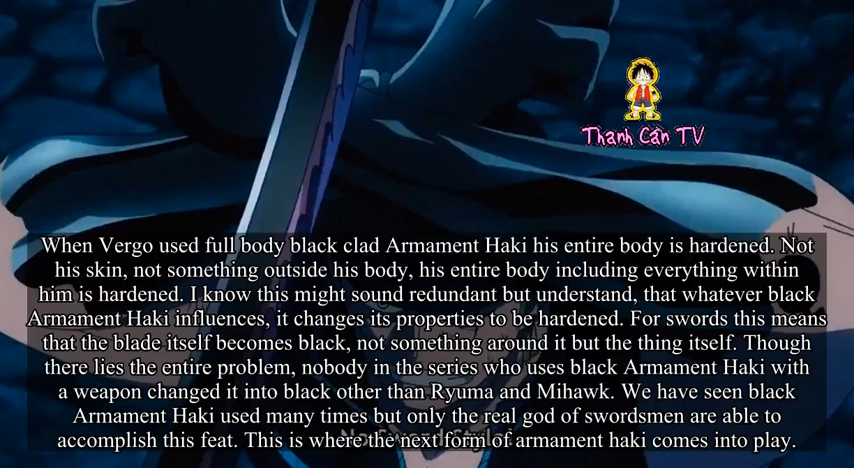 Thanh Cán TV
When Vergo used full body black clad Armament Haki his entire body is hardened. Not
his skin, not something outside his body, his entire body including everything within
him is hardened. I know this might sound redundant but understand, that whatever black
Armament Haki influences, it changes its properties to be hardened. For swords this means
that the blade itself becomes black, not something around it but the thing itself. Though
there lies the entire problem, nobody in the series who uses black Armament Haki with
a weapon changed it into black other than Ryuma and Mihawk. We have seen black
Armament Haki used many times but only the real god of swordsmen are able to
accomplish this feat. This is where the next form of armament haki comes into play.